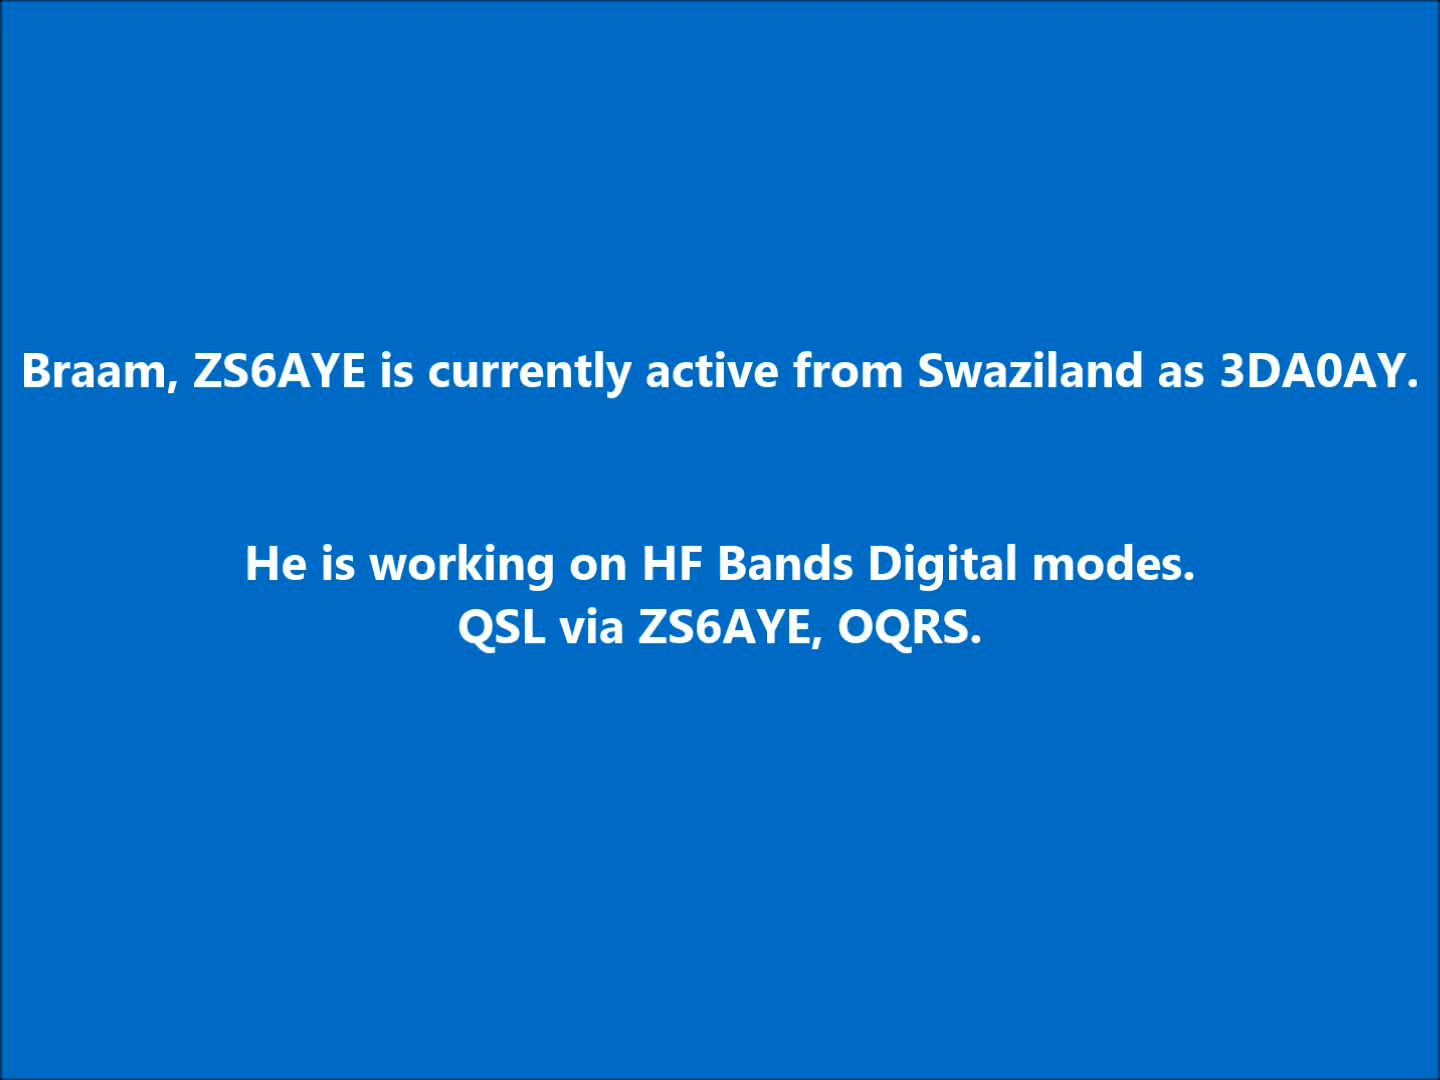 Braam, ZS6AYE is currently active from Swaziland as 3DA0AY.
He is working on HF Bands Digital modes.
QSL via ZS6AYE, OQRS.